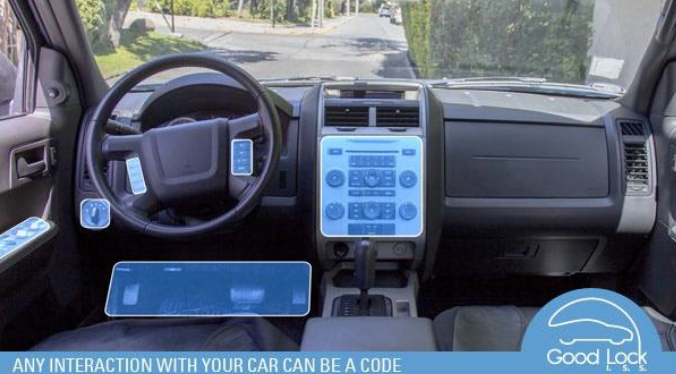 ANY INTERACTION WITH YOUR CAR CAN BE A CODE
Good Lock
L. S. S.